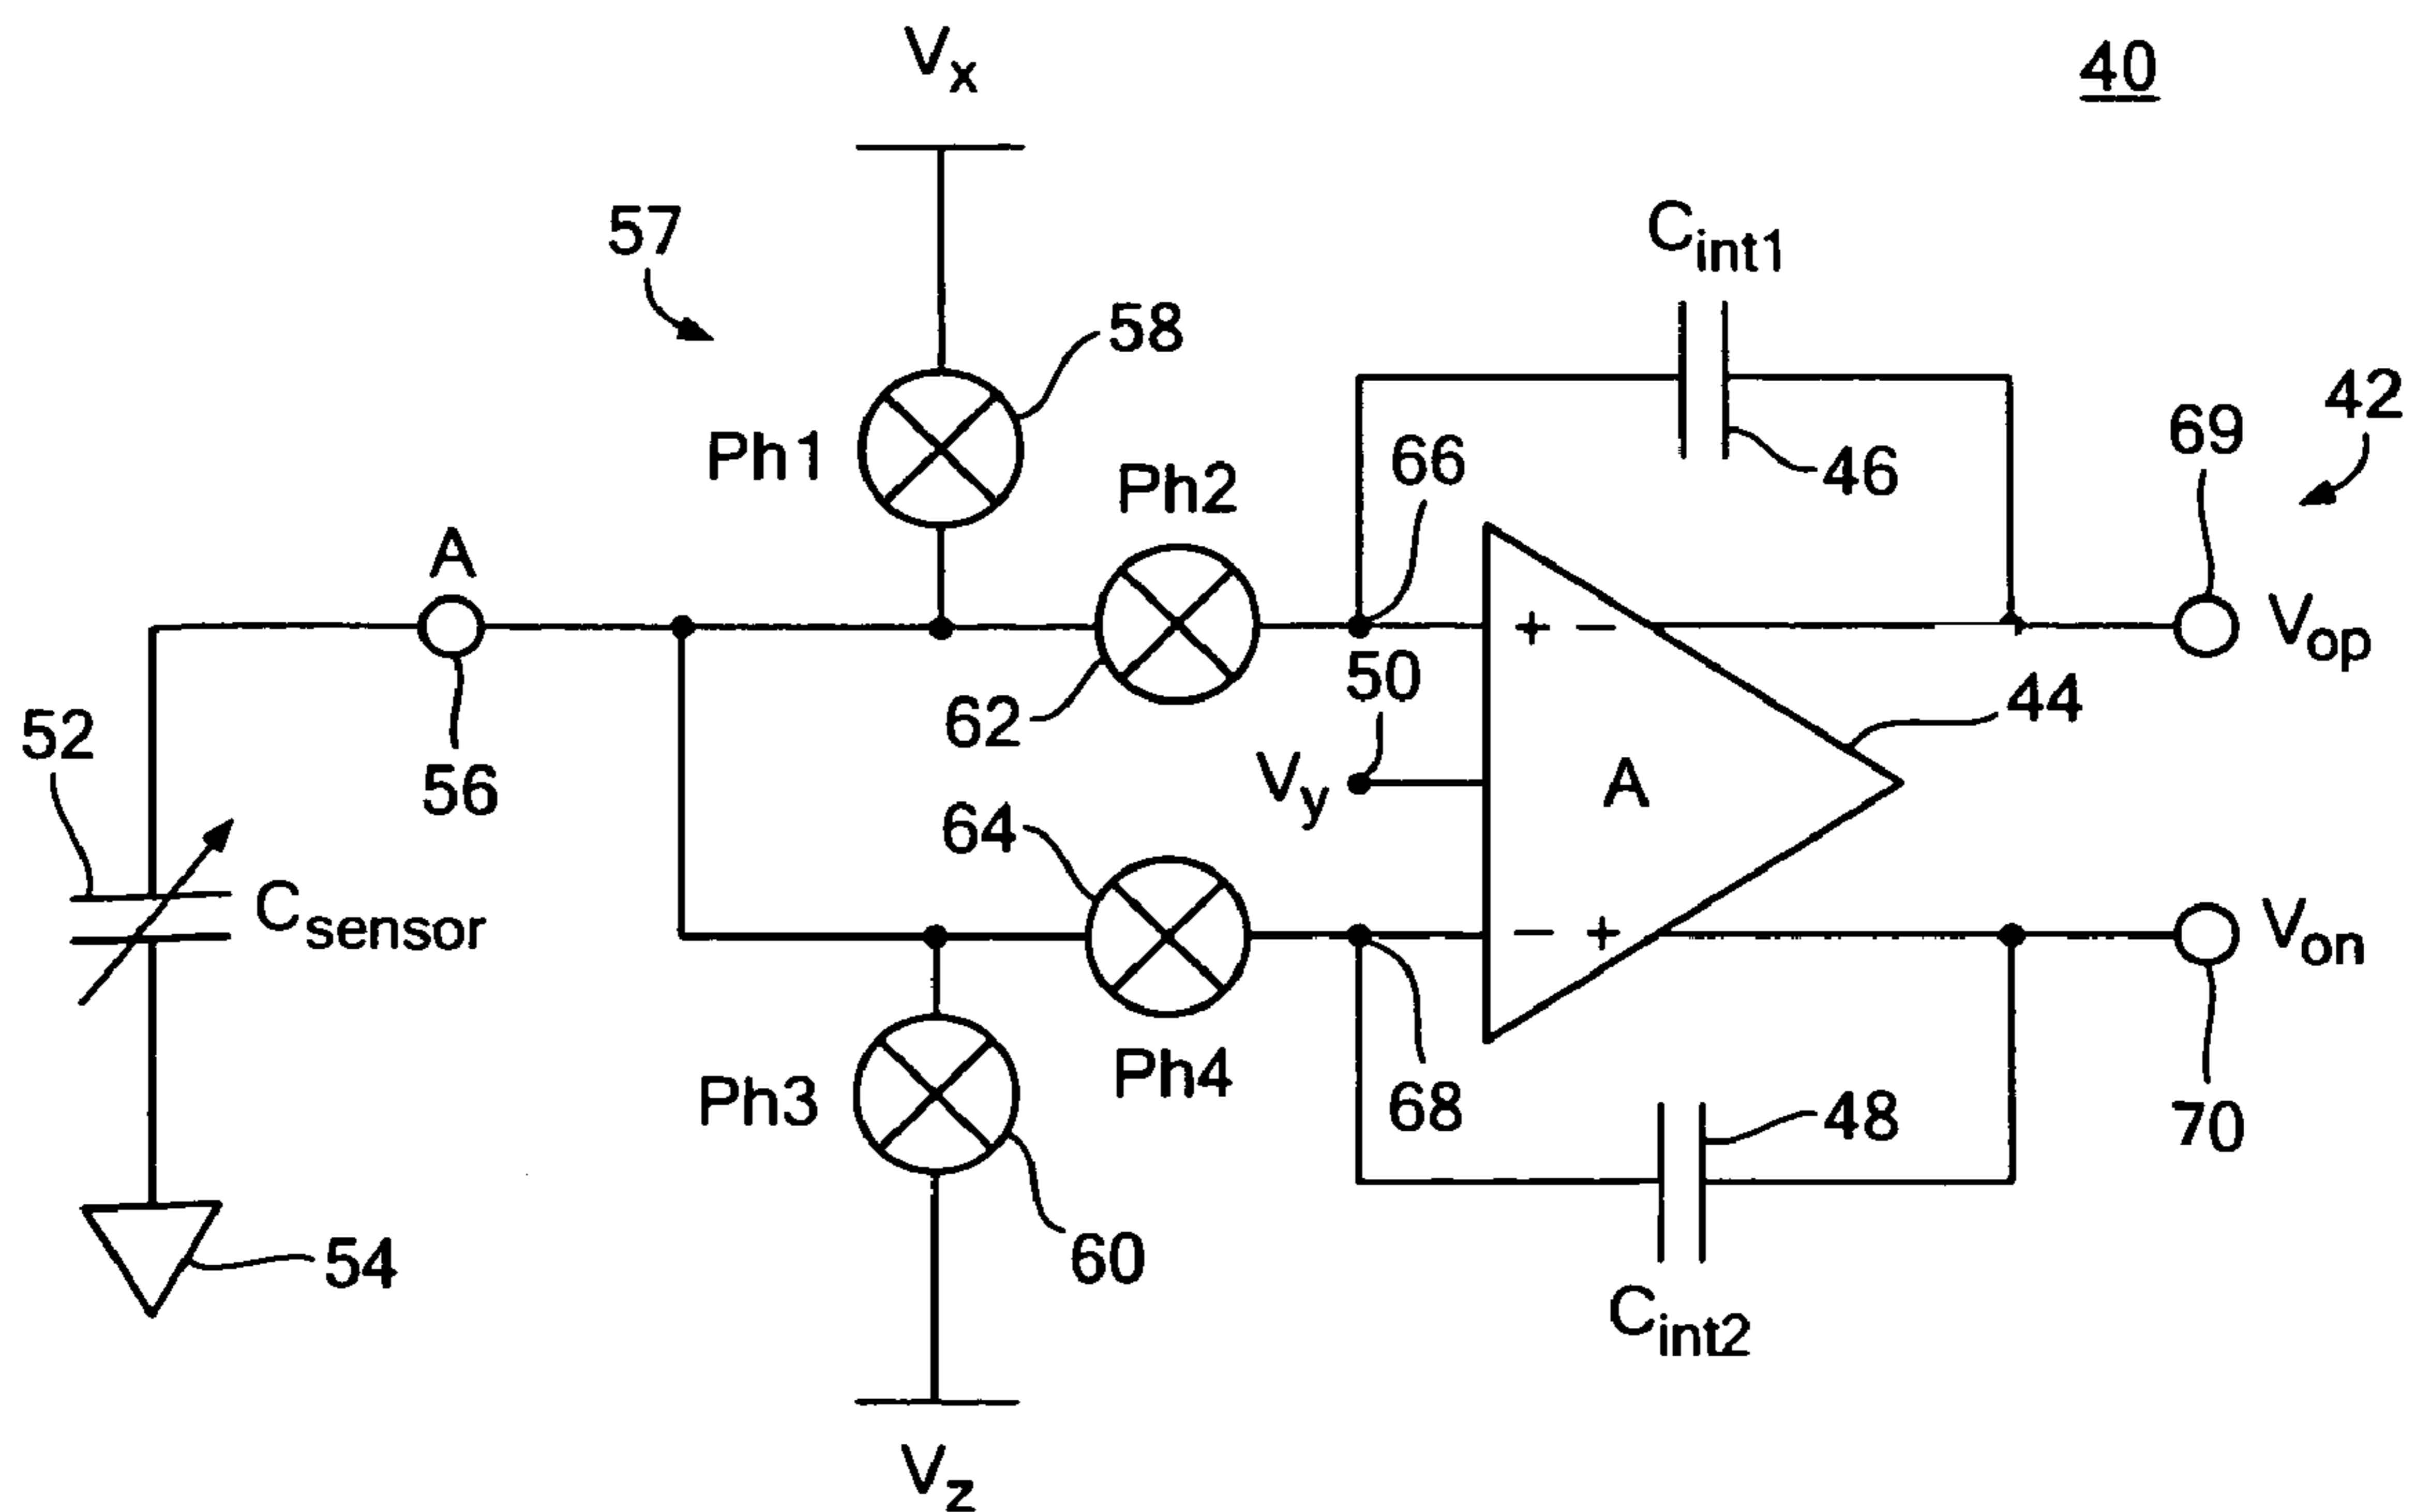 Vx
40
57
58
Cint1
42
69
Ph1
Ph2
66
46
A
+ −
Vop
50
44
62
52
56
Vy
A
64
Csensor
− +
Von
Ph3
Ph4
68
48
70
60
54
Cint2
Vz